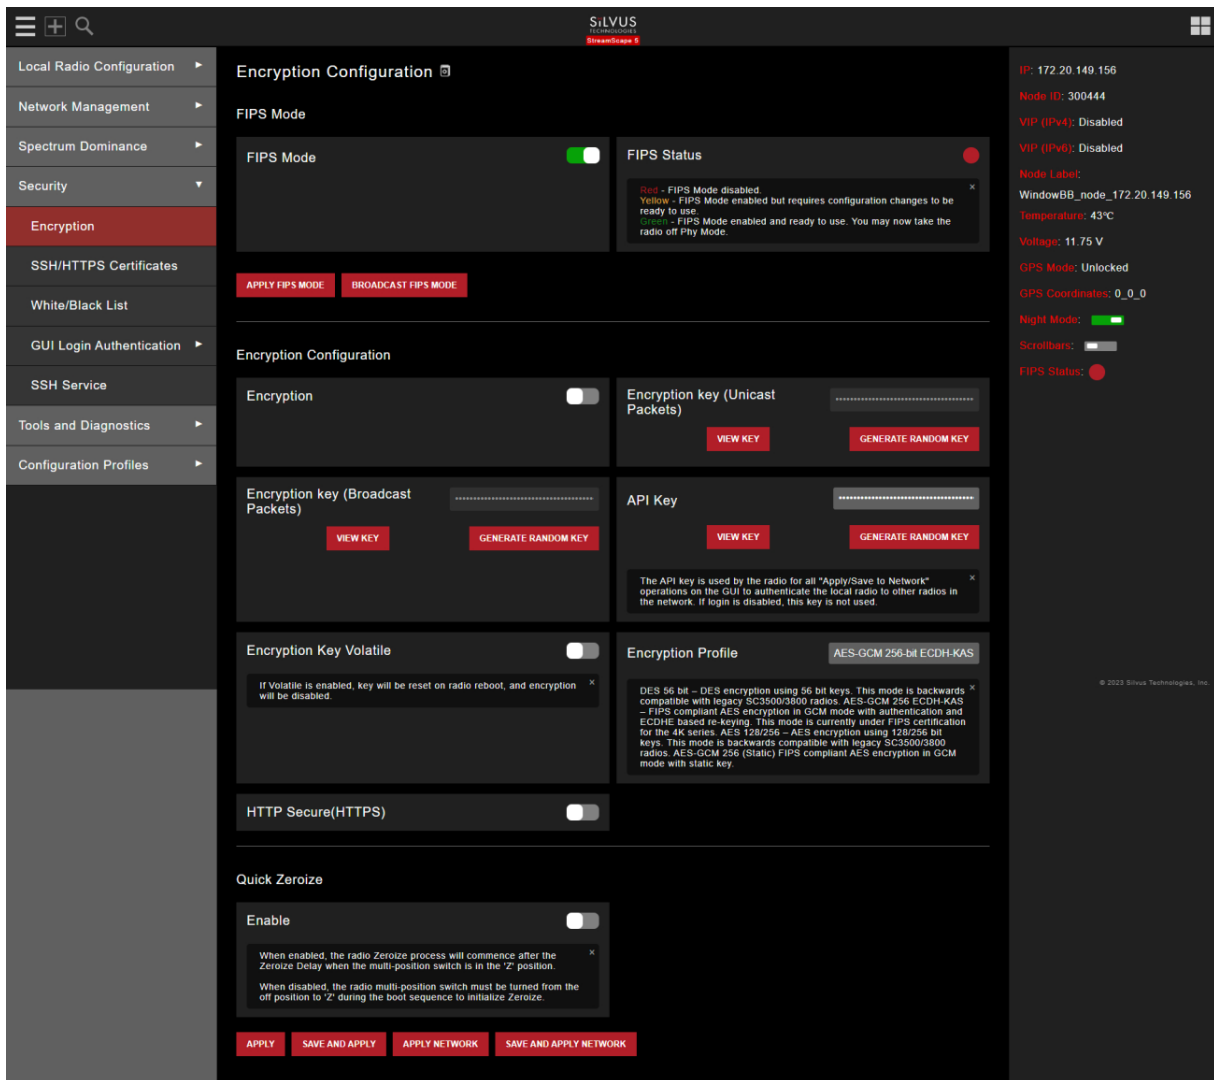 SiLVUS
TECHNOLOGIES
StreamScape 5
Local Radio Configuration
Network Management
Spectrum Dominance
Security
Encryption
SSH/HTTPS Certificates
White/Black List
GUI Login Authentication
SSH Service
Tools and Diagnostics
Configuration Profiles
Encryption Configuration
FIPS Mode
FIPS Mode
FIPS Status
Red - FIPS Mode disabled.
Yellow - FIPS Mode enabled but requires configuration changes to be
ready to use.
Green - FIPS Mode enabled and ready to use. You may now take the
radio off Phy Mode.
APPLY FIPS MODE
BROADCAST FIPS MODE
Encryption Configuration
Encryption
Encryption key (Unicast
Packets)
VIEW KEY
GENERATE RANDOM KEY
Encryption key (Broadcast
Packets)
VIEW KEY
GENERATE RANDOM KEY
API Key
VIEW KEY
GENERATE RANDOM KEY
The API key is used by the radio for all "Apply/Save to Network"
operations on the GUI to authenticate the local radio to other radios in
the network. If login is disabled, this key is not used.
Encryption Key Volatile
If Volatile is enabled, key will be reset on radio reboot, and encryption
will be disabled.
Encryption Profile
AES-GCM 256-bit ECDH-KAS
DES 56 bit – DES encryption using 56 bit keys. This mode is backwards
compatible with legacy SC3500/3800 radios. AES-GCM 256 ECDH-KAS
– FIPS compliant AES encryption in GCM mode with authentication and
ECDHE based re-keying. This mode is currently under FIPS certification
for the 4K series. AES 128/256 – AES encryption using 128/256 bit
keys. This mode is backwards compatible with legacy SC3500/3800
radios. AES-GCM 256 (Static) FIPS compliant AES encryption in GCM
mode with static key.
HTTP Secure(HTTPS)
Quick Zeroize
Enable
When enabled, the radio Zeroize process will commence after the
Zeroize Delay when the multi-position switch is in the 'Z' position.
When disabled, the radio multi-position switch must be turned from the
off position to 'Z' during the boot sequence to initialize Zeroize.
APPLY
SAVE AND APPLY
APPLY NETWORK
SAVE AND APPLY NETWORK
IP: 172.20.149.156
Node ID: 300444
VIP (IPv4): Disabled
VIP (IPv6): Disabled
Node Label:
WindowBB_node_172.20.149.156
Temperature: 43°C
Voltage: 11.75 V
GPS Mode: Unlocked
GPS Coordinates: 0_0_0
Night Mode:
Scrollbars:
FIPS Status:
© 2023 Silvus Technologies, Inc.